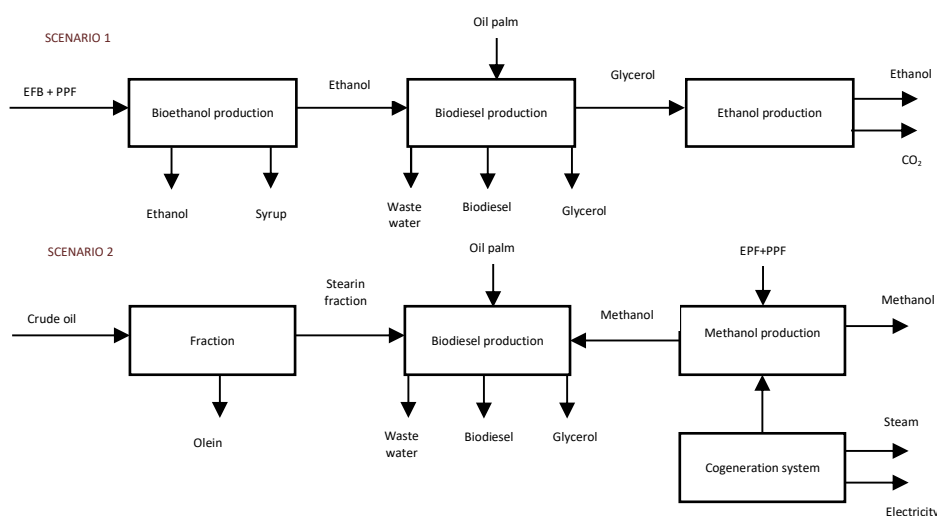 Oil palm
SCENARIO 1
EFB + PPF
Ethanol
Glycerol
Ethanol
Bioethanol production
Biodiesel production
Ethanol production
CO₂
Ethanol
Syrup
Waste
water
Biodiesel
Glycerol
SCENARIO 2
Oil palm
EPF+PPF
Stearin
fraction
Crude oil
Methanol
Methanol
Fraction
Biodiesel production
Methanol production
Olein
Waste
water
Biodiesel
Glycerol
Steam
Cogeneration system
Electricity